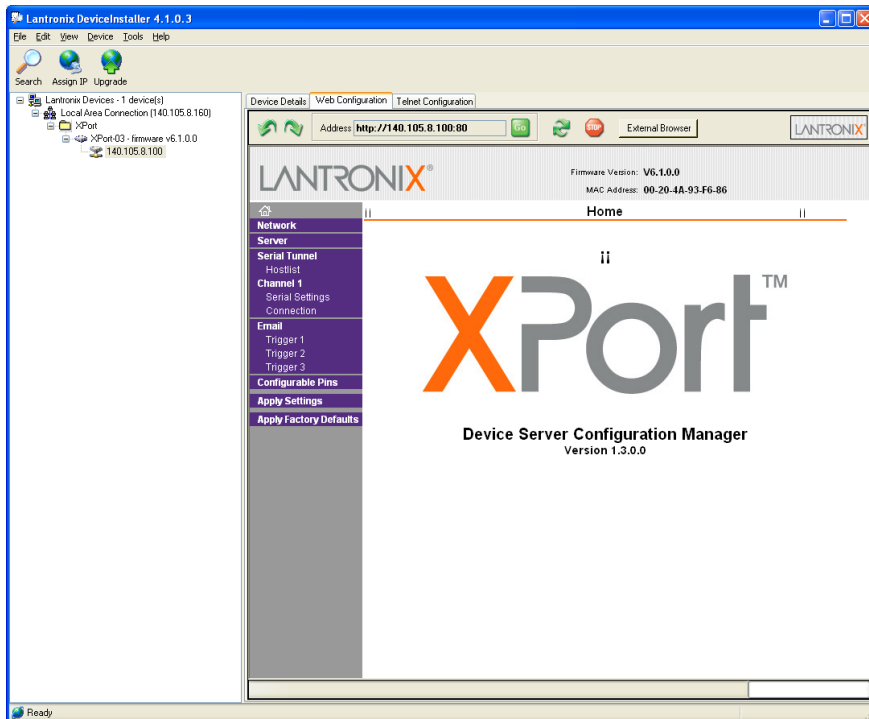 Lantronix DeviceInstaller 4.1.0.3
File Edit View Device Tools Help
Search Assign IP Upgrade
Lantronix Devices - 1 device(s)
Local Area Connection (140.105.8.160)
XPort
XPort-03 - firmware v6.1.0.0
140.105.8.100
Device Details Web Configuration Telnet Configuration
Address http://140.105.8.100:80 Go STOP External Browser LANTRONIX
LANTRONIX®
Firmware Version: V6.1.0.0
MAC Address: 00-20-4A-93-F6-86
¡¡ Home ¡¡
Network
Server
Serial Tunnel
Hostlist
Channel 1
Serial Settings
Connection
Email
Trigger 1
Trigger 2
Trigger 3
Configurable Pins
Apply Settings
Apply Factory Defaults
¡¡
XPort™
Device Server Configuration Manager
Version 1.3.0.0
Ready